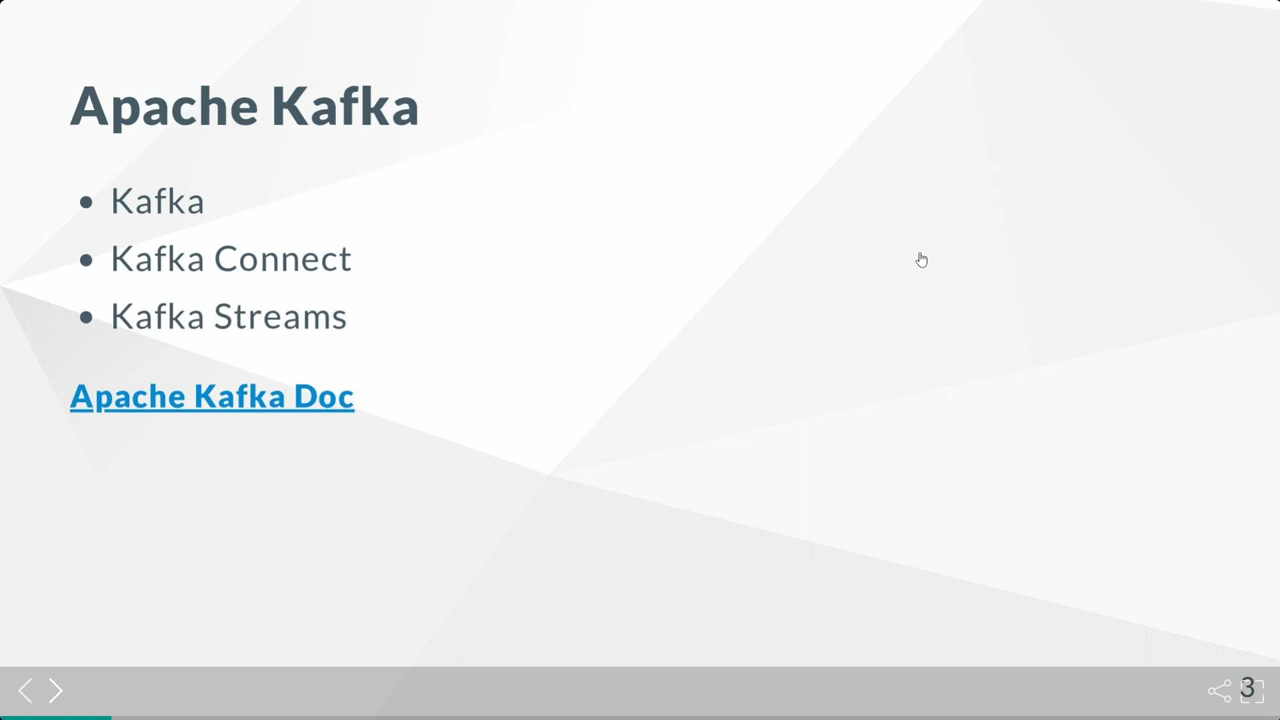 Apache Kafka
• Kafka
• Kafka Connect
• Kafka Streams
Apache Kafka Doc
3